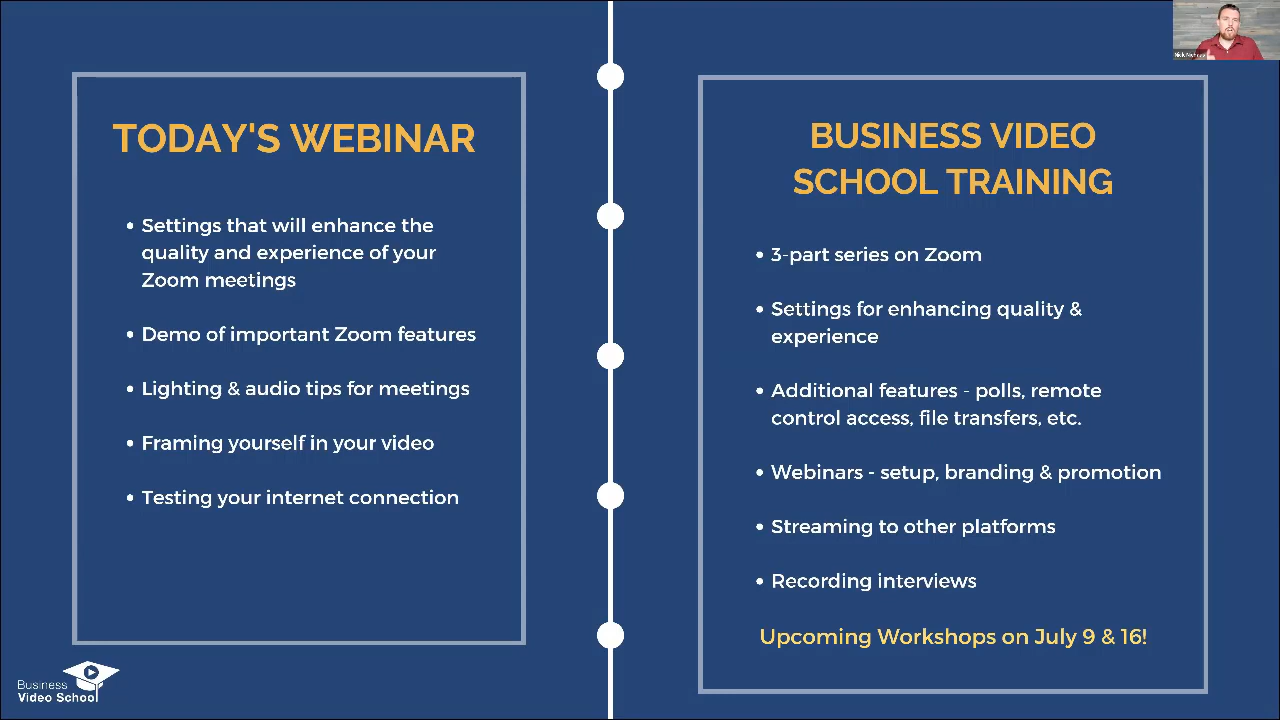 TODAY'S WEBINAR
• Settings that will enhance the
quality and experience of your
Zoom meetings
• Demo of important Zoom features
• Lighting & audio tips for meetings
• Framing yourself in your video
• Testing your internet connection
BUSINESS VIDEO
SCHOOL TRAINING
• 3-part series on Zoom
• Settings for enhancing quality &
experience
• Additional features - polls, remote
control access, file transfers, etc.
• Webinars - setup, branding & promotion
• Streaming to other platforms
• Recording interviews
Upcoming Workshops on July 9 & 16!
Business
Video School
Nick